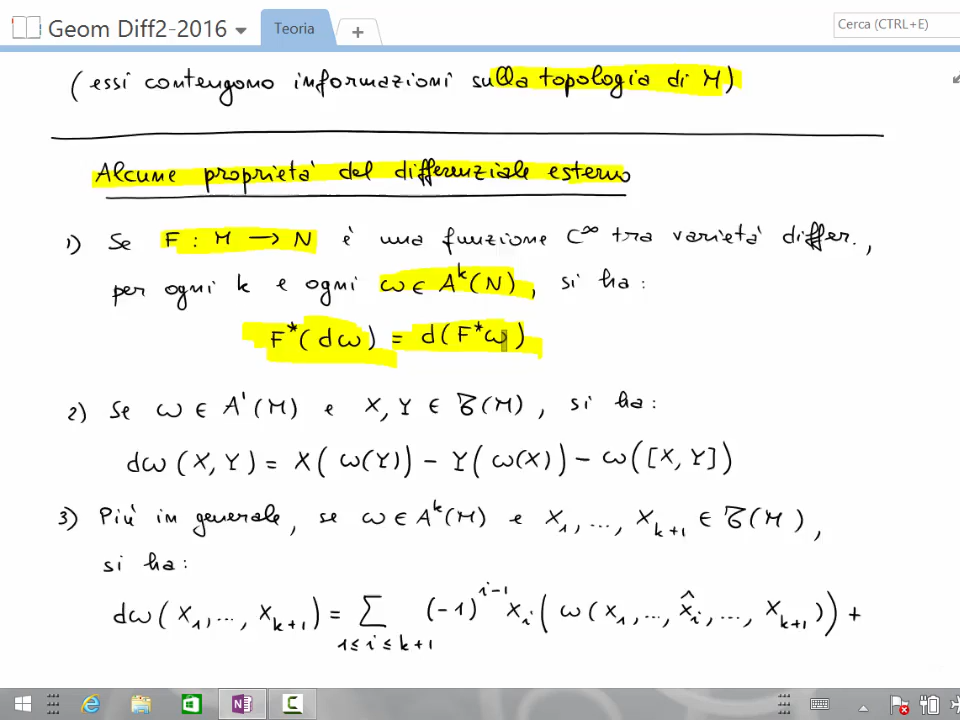 Geom Diff2-2016
Teoria
+
Cerca (CTRL+E)
(essi contengono informazioni sulla topologia di M)
Alcune proprietà del differenziale esterno
1) Se F : M → N è una funzione C^∞ tra varietà differ.,
per ogni k e ogni ω ∈ A^k(N), si ha:
F*(dω) = d(F*ω)
2) Se ω ∈ A¹(M) e X, Y ∈ 𝒯(M), si ha:
dω(X, Y) = X(ω(Y)) − Y(ω(X)) − ω([X, Y])
3) Più in generale, se ω ∈ A^k(M) e X_1, ..., X_{k+1} ∈ 𝒯(M),
si ha:
dω(X_1, ..., X_{k+1}) = ∑_{1≤i≤k+1} (−1)^{i−1} X_i(ω(X_1, ..., X̂_i, ..., X_{k+1})) +